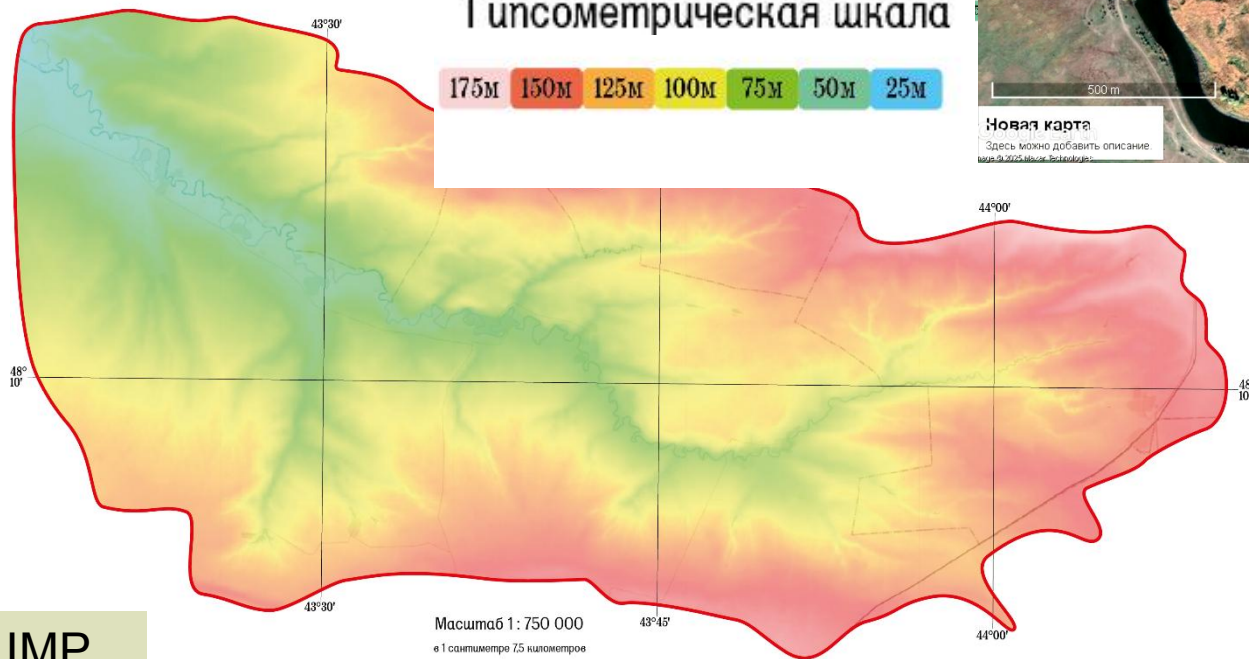 43°30'
Гипсометрическая шкала
175м 150м 125м 100м 75м 50м 25м
500 m
Новая карта
Здесь можно добавить описание.
44°00'
48°
10'
48
10
43°30'
43°45'
44°00'
Масштаб 1: 750 000
в 1 сантиметре 7,5 километров